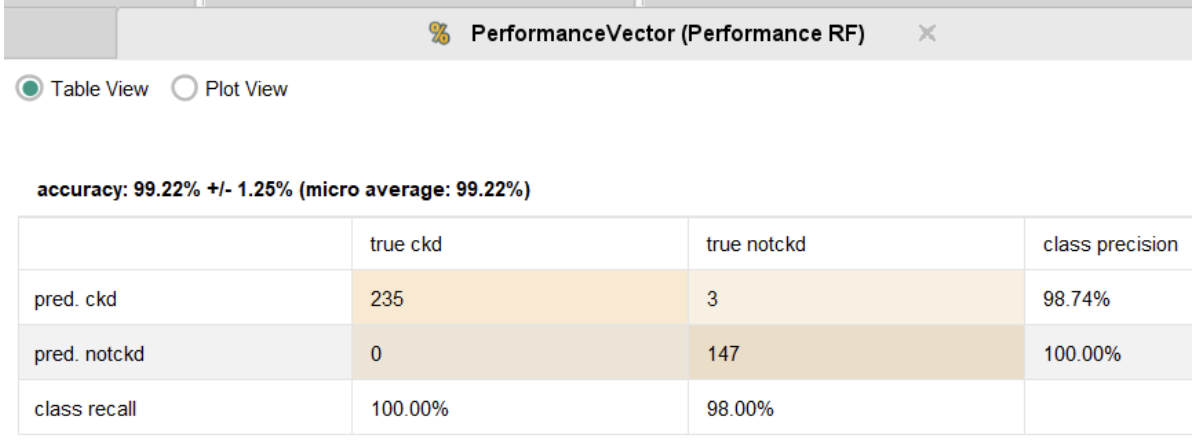 PerformanceVector (Performance RF)
Table View Plot View
accuracy: 99.22% +/- 1.25% (micro average: 99.22%)
true ckd true notckd class precision
pred. ckd 235 3 98.74%
pred. notckd 0 147 100.00%
class recall 100.00% 98.00%